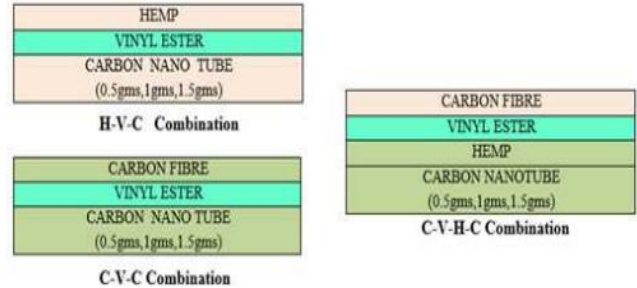 HEMP
VINYL ESTER
CARBON NANO TUBE
(0.5gms,1gms,1.5gms)
H-V-C Combination
CARBON FIBRE
VINYL ESTER
CARBON NANO TUBE
(0.5gms,1gms,1.5gms)
C-V-C Combination
CARBON FIBRE
VINYL ESTER
HEMP
CARBON NANOTUBE
(0.5gms,1gms,1.5gms)
C-V-H-C Combination